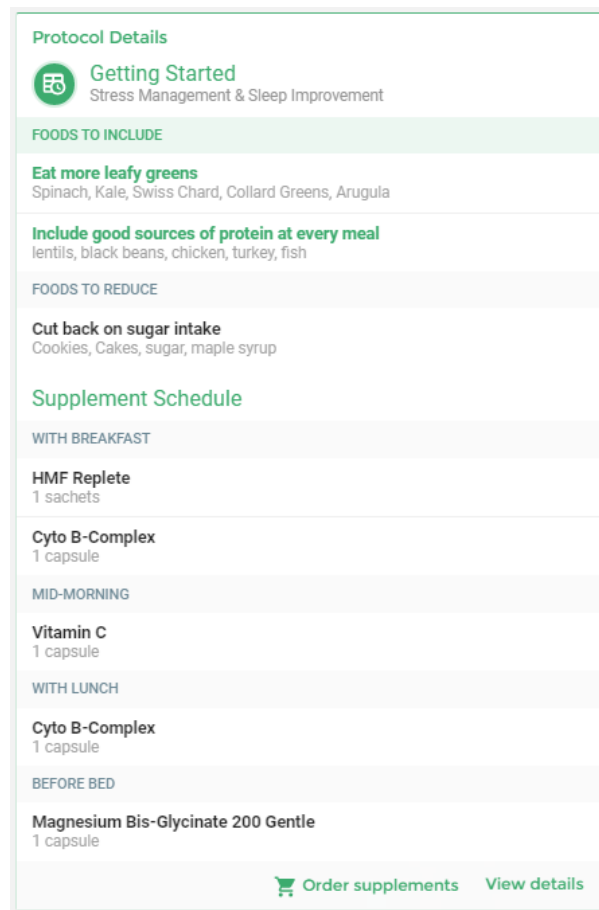 Protocol Details
Getting Started
Stress Management & Sleep Improvement
FOODS TO INCLUDE
Eat more leafy greens
Spinach, Kale, Swiss Chard, Collard Greens, Arugula
Include good sources of protein at every meal
lentils, black beans, chicken, turkey, fish
FOODS TO REDUCE
Cut back on sugar intake
Cookies, Cakes, sugar, maple syrup
Supplement Schedule
WITH BREAKFAST
HMF Replete
1 sachets
Cyto B-Complex
1 capsule
MID-MORNING
Vitamin C
1 capsule
WITH LUNCH
Cyto B-Complex
1 capsule
BEFORE BED
Magnesium Bis-Glycinate 200 Gentle
1 capsule
Order supplements View details